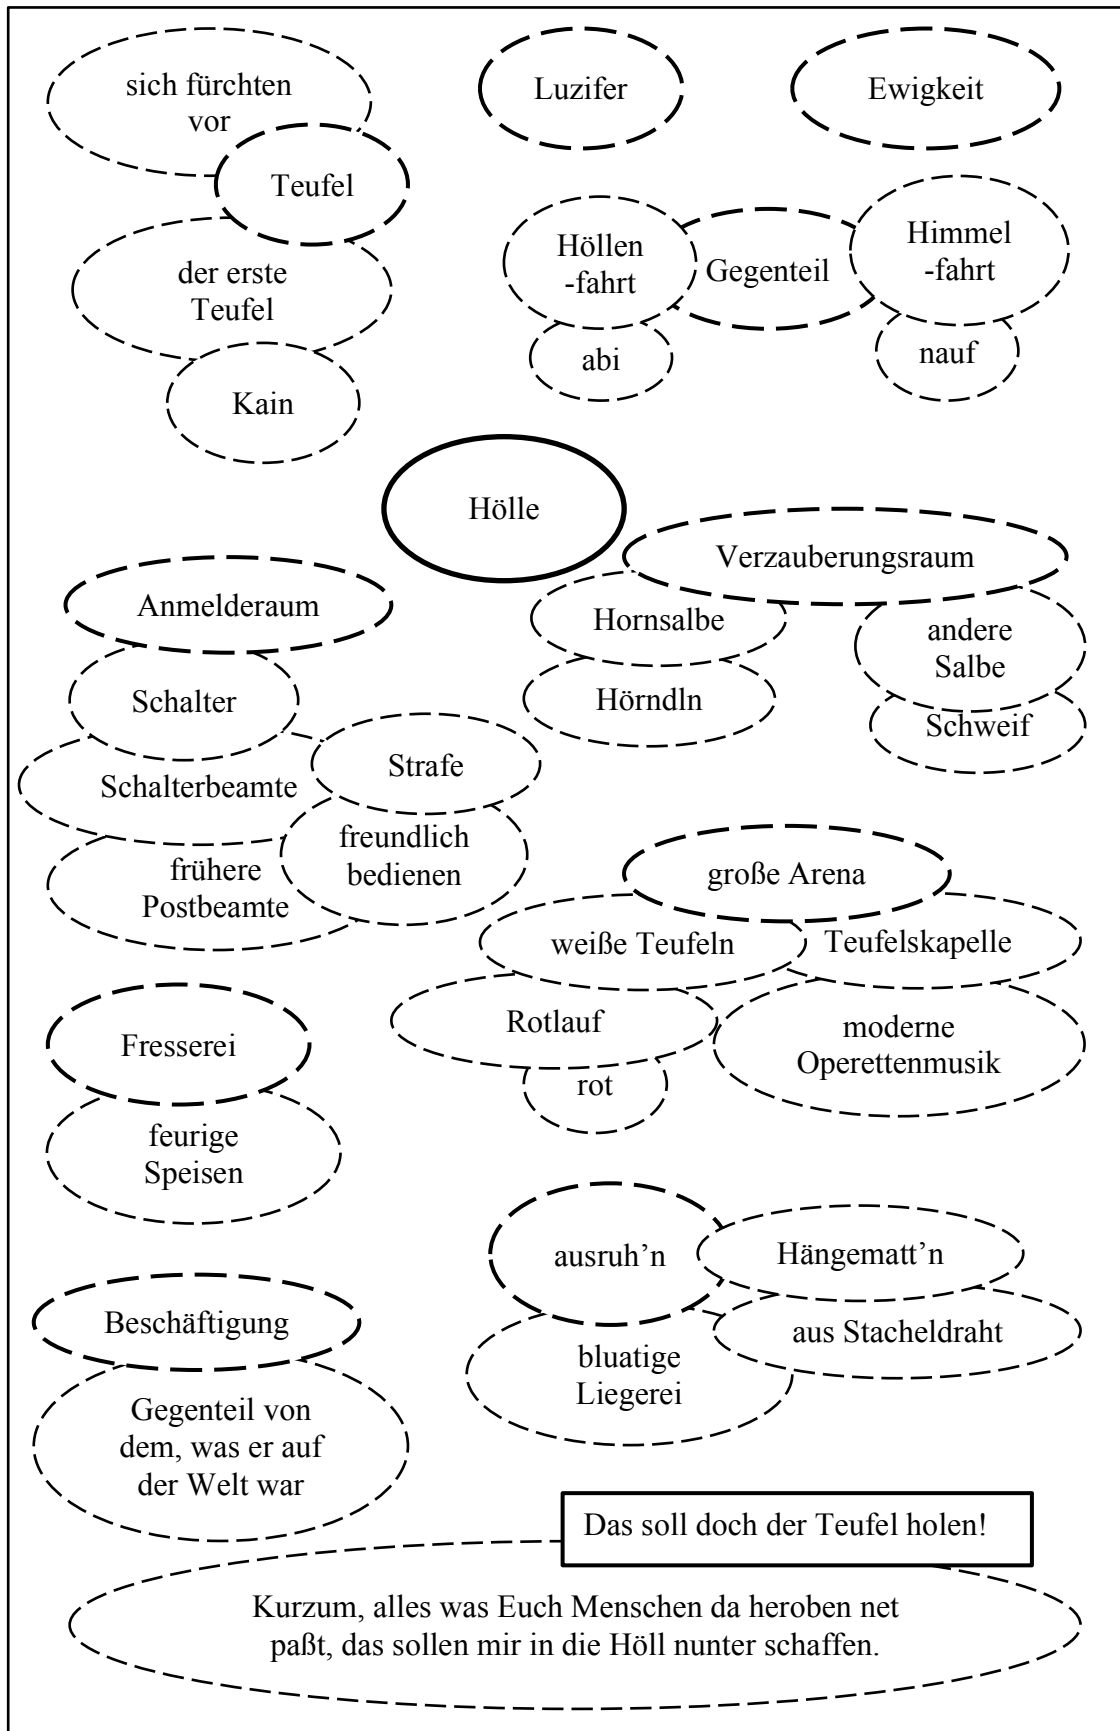 sich fürchten
vor
Luzifer
Ewigkeit
Teufel
der erste
Teufel
Kain
Höllen
-fahrt
Gegenteil
Himmel
-fahrt
abi
nauf
Hölle
Verzauberungsraum
Hornsalbe
Hörndln
andere
Salbe
Schweif
Anmelderaum
Schalter
Schalterbeamte
Strafe
frühere
Postbeamte
freundlich
bedienen
große Arena
weiße Teufeln
Teufelskapelle
Rotlauf
rot
moderne
Operettenmusik
Fresserei
feurige
Speisen
ausruh’n
Hängematt’n
aus Stacheldraht
bluatige
Liegerei
Beschäftigung
Gegenteil von
dem, was er auf
der Welt war
Das soll doch der Teufel holen!
Kurzum, alles was Euch Menschen da heroben net
paßt, das sollen mir in die Höll nunter schaffen.